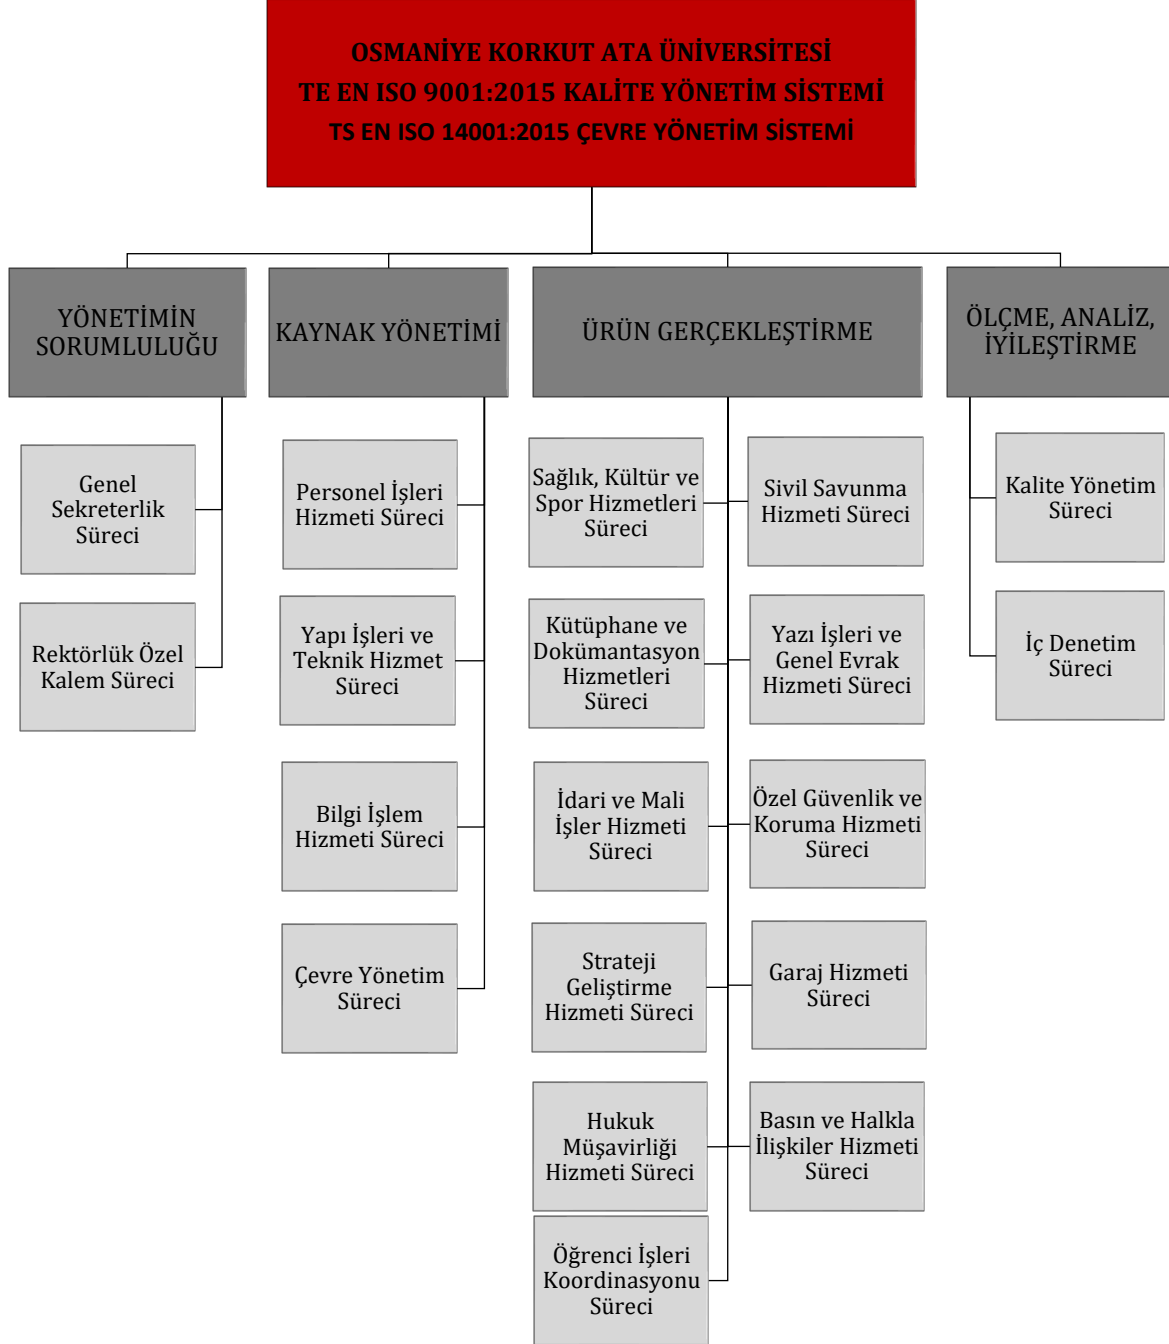 OSMANİYE KORKUT ATA ÜNİVERSİTESİ
TE EN ISO 9001:2015 KALİTE YÖNETİM SİSTEMİ
TS EN ISO 14001:2015 ÇEVRE YÖNETİM SİSTEMİ
YÖNETİMİN
SORUMLULUĞU
KAYNAK YÖNETİMİ
ÜRÜN GERÇEKLEŞTİRME
ÖLÇME, ANALİZ,
İYİLEŞTİRME
Genel
Sekreterlik
Süreci
Rektörlük Özel
Kalem Süreci
Personel İşleri
Hizmeti Süreci
Yapı İşleri ve
Teknik Hizmet
Süreci
Bilgi İşlem
Hizmeti Süreci
Çevre Yönetim
Süreci
Sağlık, Kültür ve
Spor Hizmetleri
Süreci
Kütüphane ve
Dokümantasyon
Hizmetleri
Süreci
İdari ve Mali
İşler Hizmeti
Süreci
Strateji
Geliştirme
Hizmeti Süreci
Hukuk
Müşavirliği
Hizmeti Süreci
Öğrenci İşleri
Koordinasyonu
Süreci
Sivil Savunma
Hizmeti Süreci
Yazı İşleri ve
Genel Evrak
Hizmeti Süreci
Özel Güvenlik ve
Koruma Hizmeti
Süreci
Garaj Hizmeti
Süreci
Basın ve Halkla
İlişkiler Hizmeti
Süreci
Kalite Yönetim
Süreci
İç Denetim
Süreci